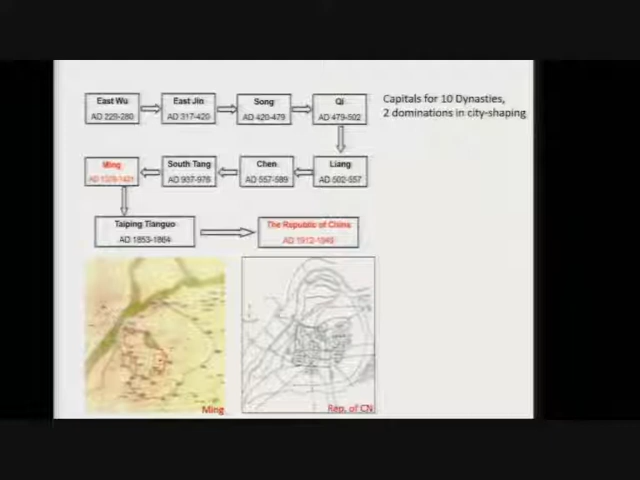 East Wu
AD 229-280
East Jin
AD 317-420
Song
AD 420-479
Qi
AD 479-502
Capitals for 10 Dynasties,
2 dominations in city-shaping
Ming
South Tang
AD 937-976
Chen
AD 557-589
Liang
AD 502-557
Taiping Tianguo
AD 1853-1864
The Republic of China
AD 1912-1949
Ming
Rep. of CN